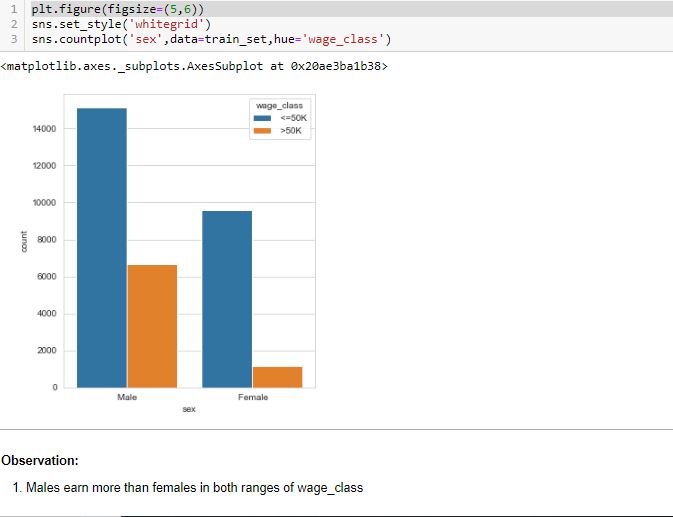 1 plt.figure(figsize=(5,6))
2 sns.set_style('whitegrid')
3 sns.countplot('sex',data=train_set,hue='wage_class')
<matplotlib.axes._subplots.AxesSubplot at 0x20ae3ba1b38>
wage_class
<=50K
>50K
14000
12000
10000
8000
6000
4000
2000
0
count
Male
Female
sex
Observation:
1. Males earn more than females in both ranges of wage_class